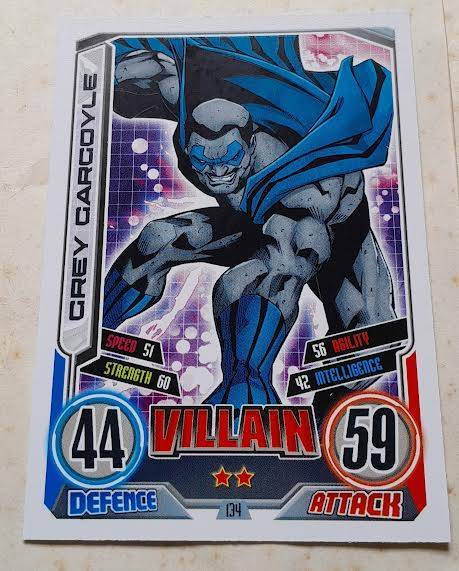 GREY GARGOYLE
SPEED 51
56 AGILITY
STRENGTH 60
42 INTELLIGENCE
44
VILLAIN
59
DEFENCE
134
ATTACK